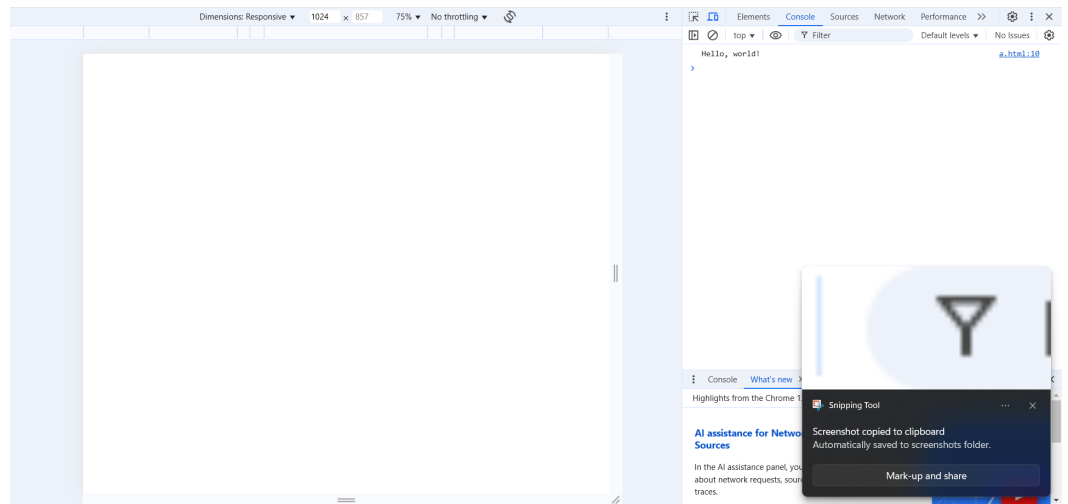 Dimensions: Responsive ▼ 1024 × 857 75% ▼ No throttling ▼
Elements Console Sources Network Performance
top ▼ Filter Default levels ▼ No Issues
Hello, world! a.html:10
Console What's new
Highlights from the Chrome
AI assistance for
Sources
In the AI assistance panel, you
about network requests,
traces.
Snipping Tool
Screenshot copied to clipboard
Automatically saved to screenshots folder.
Mark-up and share